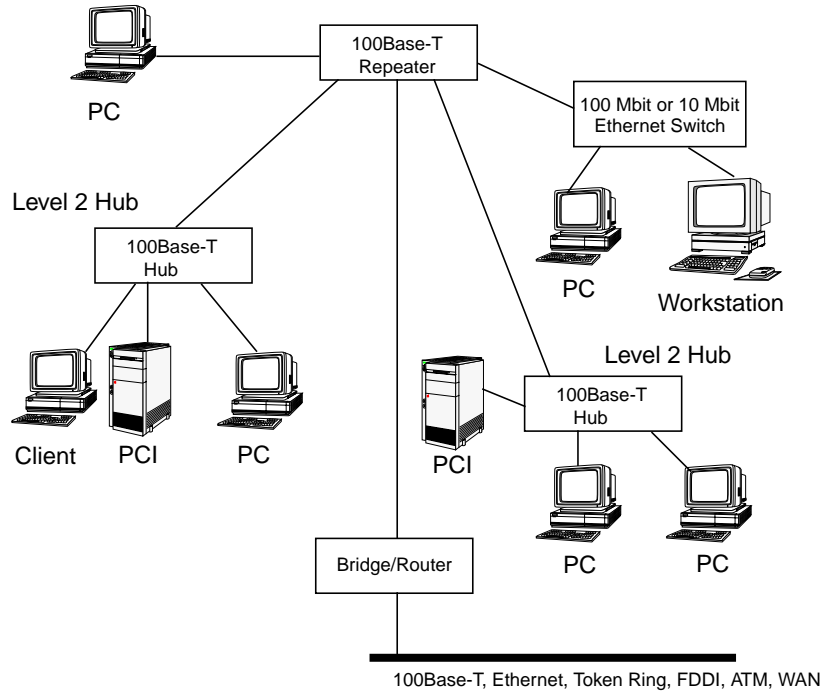 100Base-T
Repeater
PC
100 Mbit or 10 Mbit
Ethernet Switch
Level 2 Hub
100Base-T
Hub
PC
Workstation
Level 2 Hub
100Base-T
Hub
Client
PCI
PC
PCI
PC
PC
Bridge/Router
100Base-T, Ethernet, Token Ring, FDDI, ATM, WAN